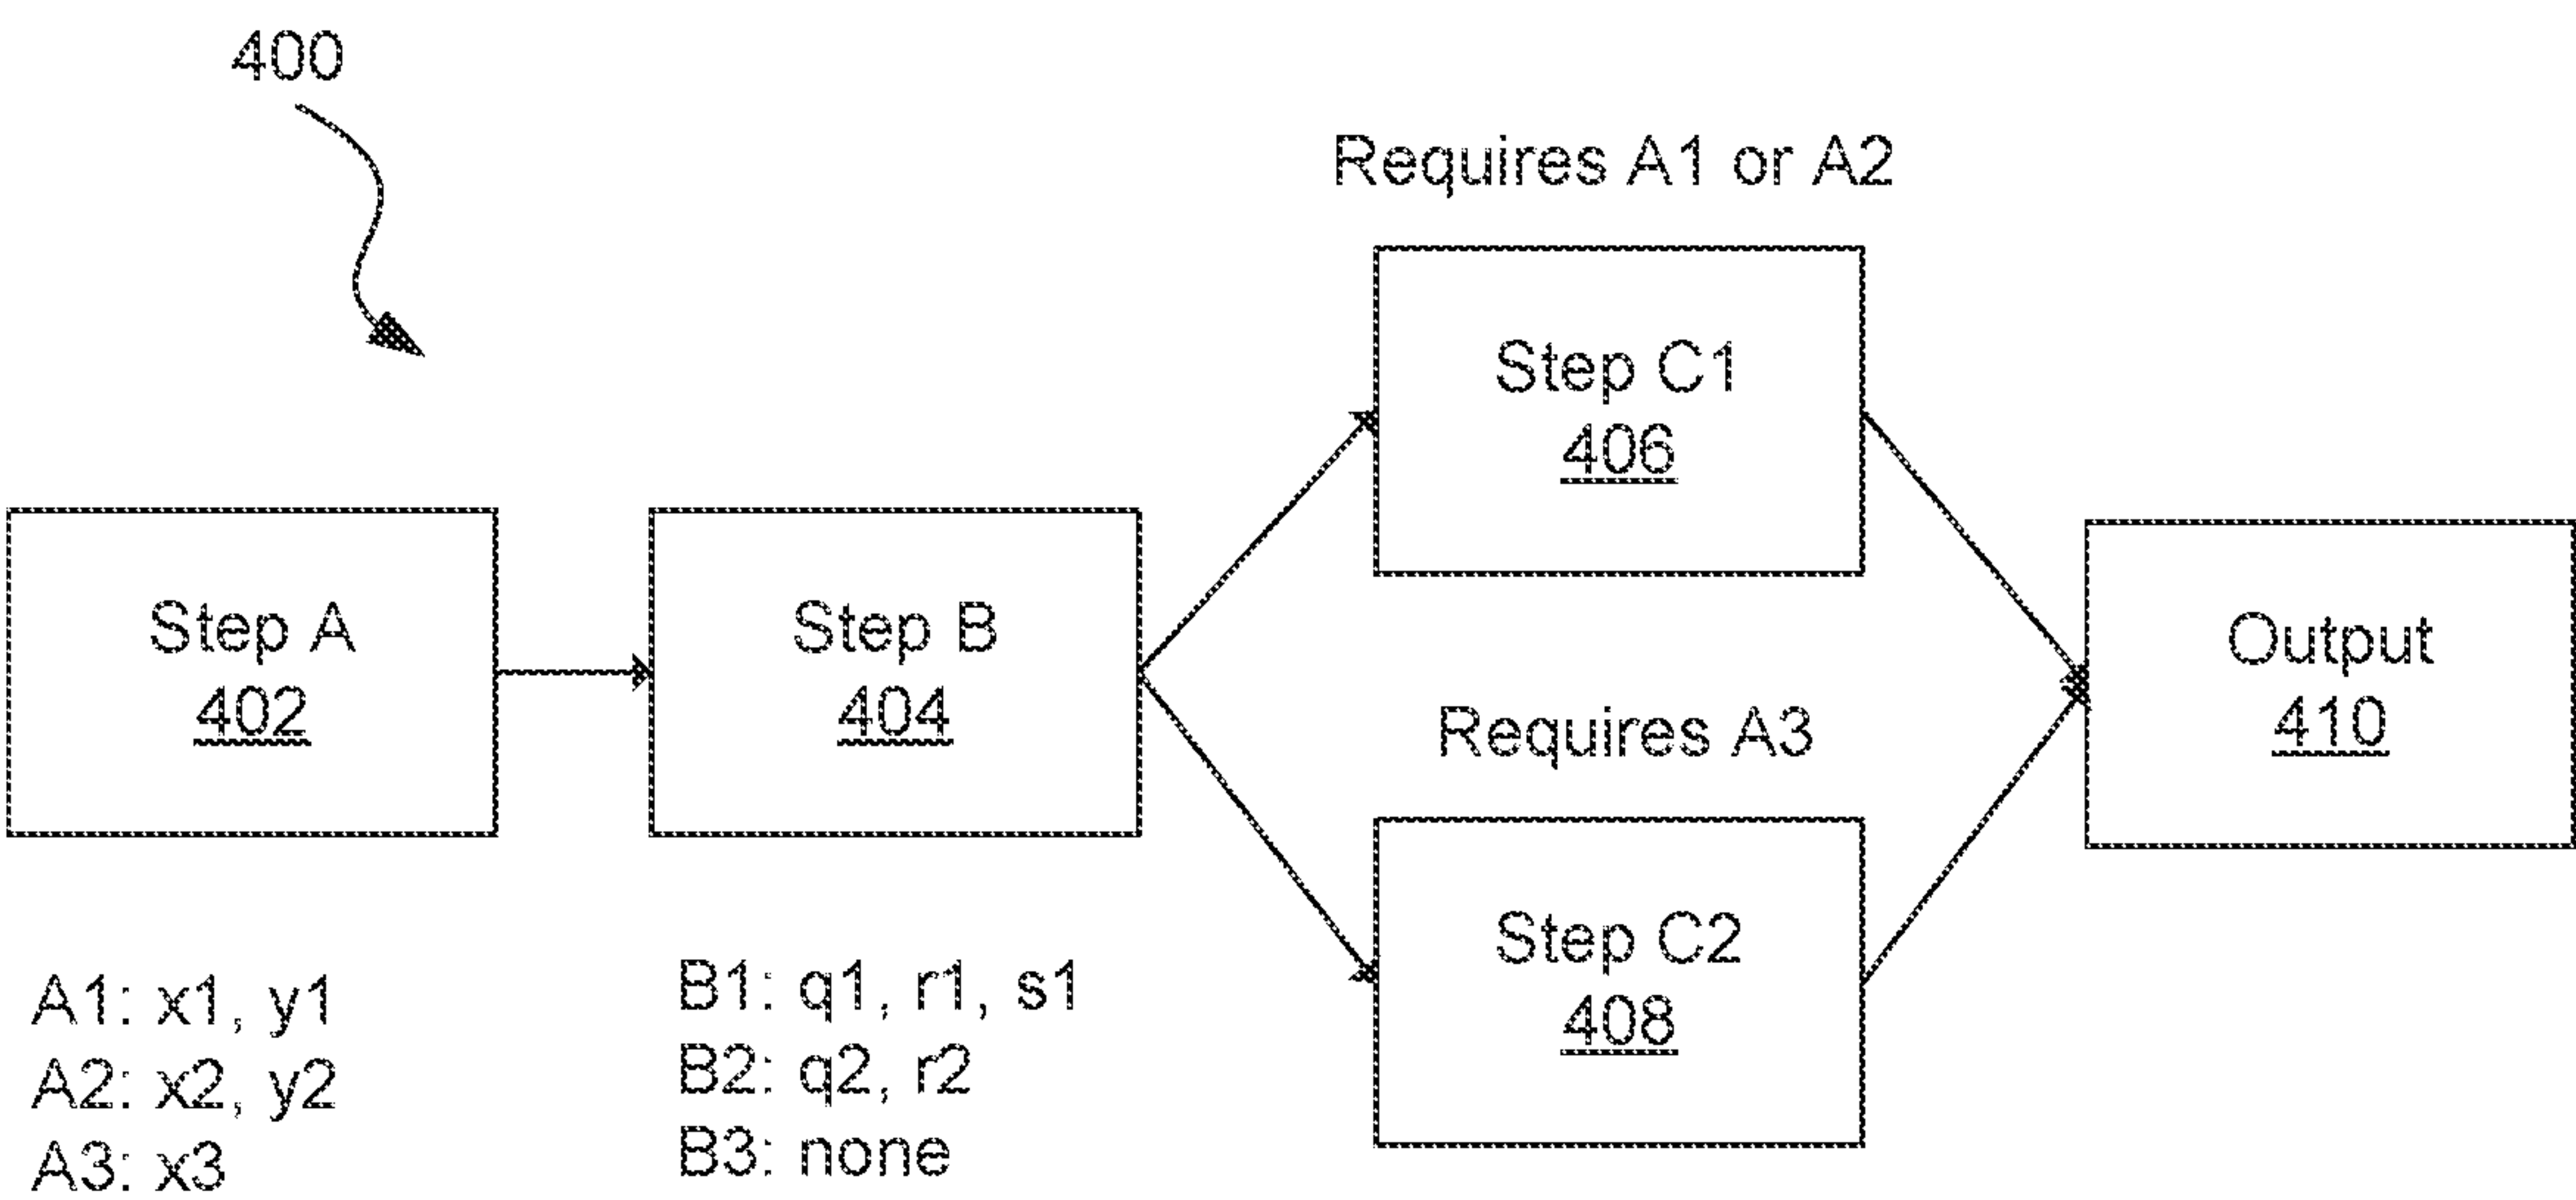 400
Requires A1 or A2
Step C1
406
Step A
402
Step B
404
Output
410
Requires A3
Step C2
408
A1: x1, y1
A2: x2, y2
A3: x3
B1: q1, r1, s1
B2: q2, r2
B3: none